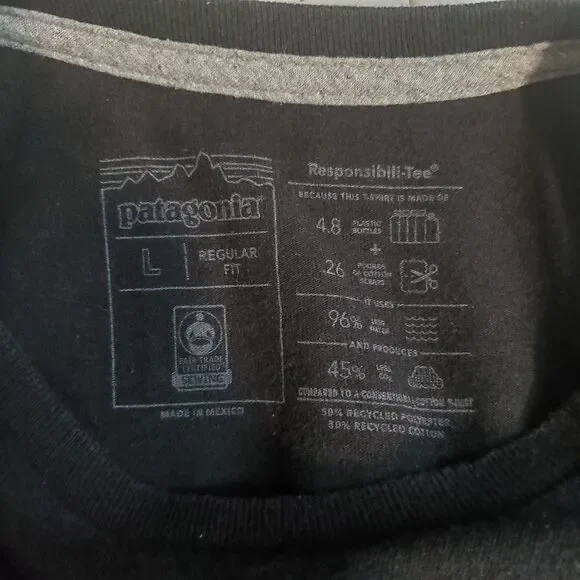 patagonia®
L
REGULAR
FIT
FAIR TRADE
CERTIFIED
SEWING
MADE IN MEXICO
Responsibili-Tee®
BECAUSE THIS T-SHIRT IS MADE OF
4.8 PLASTIC
BOTTLES
+
.26 POUNDS
OF COTTON
SCRAPS
IT USES
96% LESS
WATER
AND PRODUCES
45% LESS
CO₂
COMPARED TO A CONVENTIONAL COTTON T-SHIRT
50% RECYCLED POLYESTER
50% RECYCLED COTTON